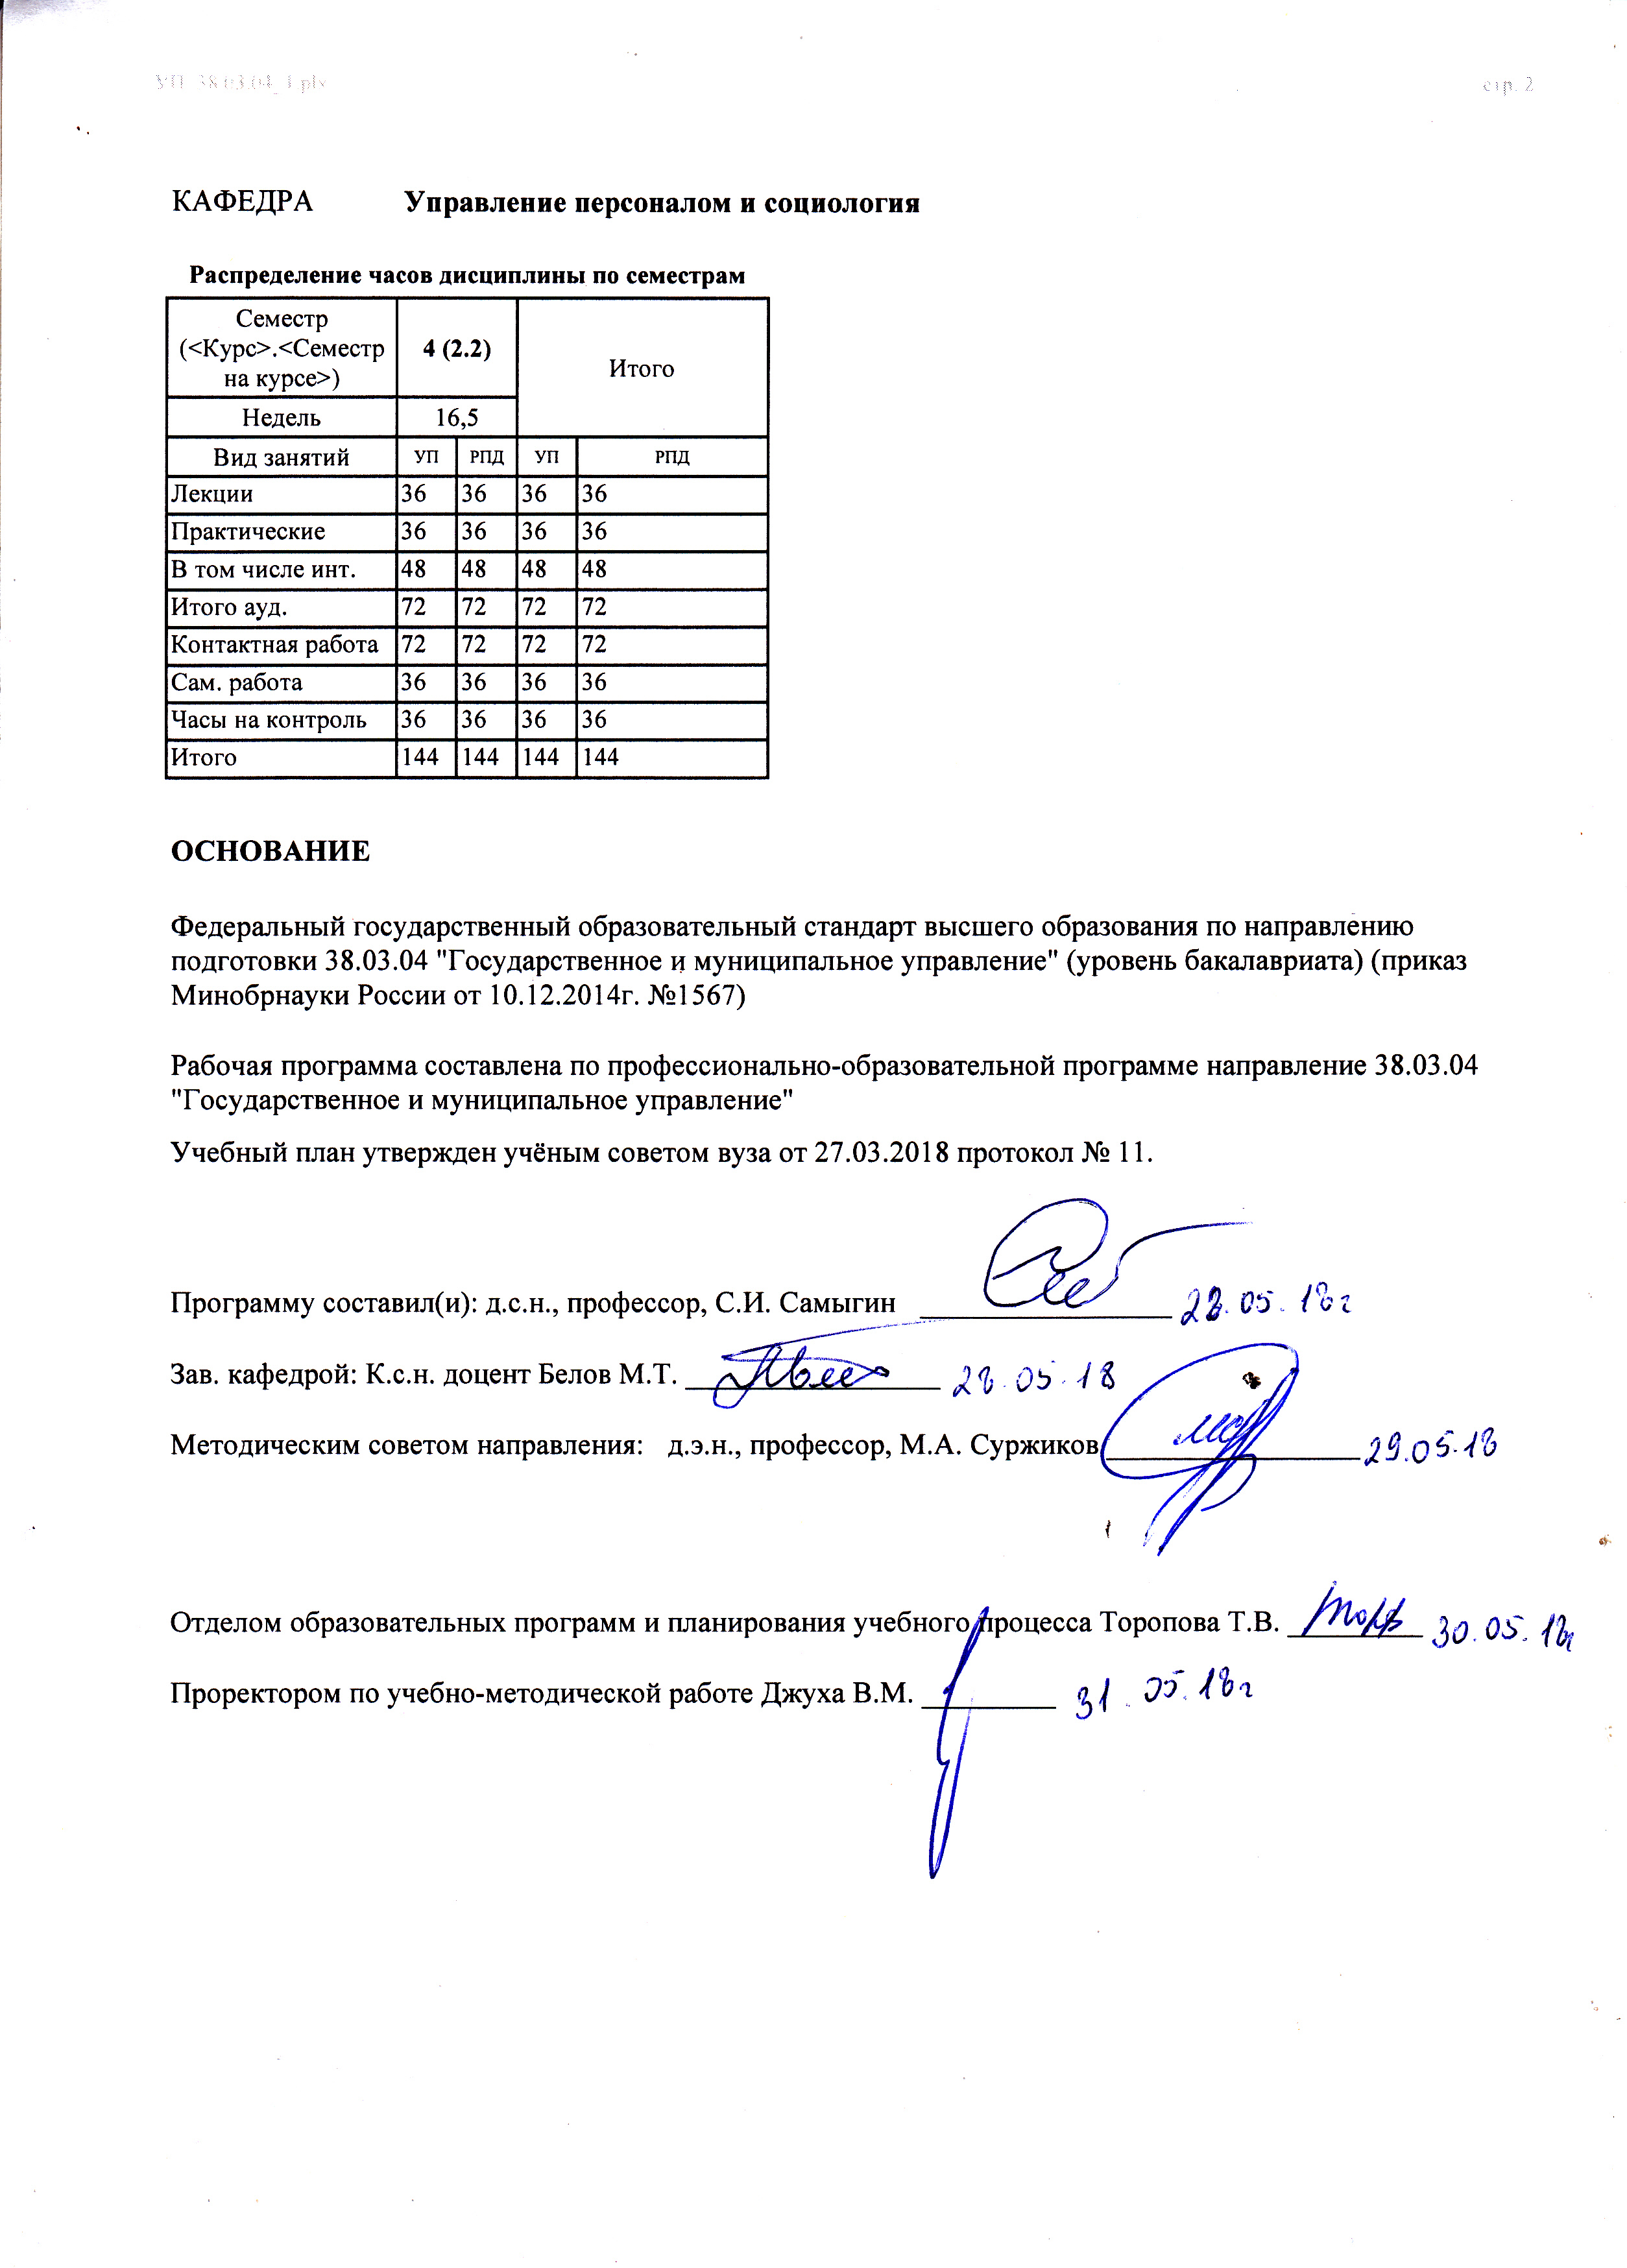 УП 38.03.04_1.plx стр. 2
КАФЕДРА Управление персоналом и социология
Распределение часов дисциплины по семестрам
Семестр
(<Курс>.<Семестр
на курсе>)
4 (2.2)
Итого
Недель 16,5
Вид занятий УП РПД УП РПД
Лекции 36 36 36 36
Практические 36 36 36 36
В том числе инт. 48 48 48 48
Итого ауд. 72 72 72 72
Контактная работа 72 72 72 72
Сам. работа 36 36 36 36
Часы на контроль 36 36 36 36
Итого 144 144 144 144
ОСНОВАНИЕ
Федеральный государственный образовательный стандарт высшего образования по направлению
подготовки 38.03.04 "Государственное и муниципальное управление" (уровень бакалавриата) (приказ
Минобрнауки России от 10.12.2014г. №1567)
Рабочая программа составлена по профессионально-образовательной программе направление 38.03.04
"Государственное и муниципальное управление"
Учебный план утвержден учёным советом вуза от 27.03.2018 протокол № 11.
Программу составил(и): д.с.н., профессор, С.И. Самыгин 28.05.18г
Зав. кафедрой: К.с.н. доцент Белов М.Т. 28.05.18
Методическим советом направления: д.э.н., профессор, М.А. Суржиков 29.05.18
Отделом образовательных программ и планирования учебного процесса Торопова Т.В. 30.05.18г
Проректором по учебно-методической работе Джуха В.М. 31.05.18г